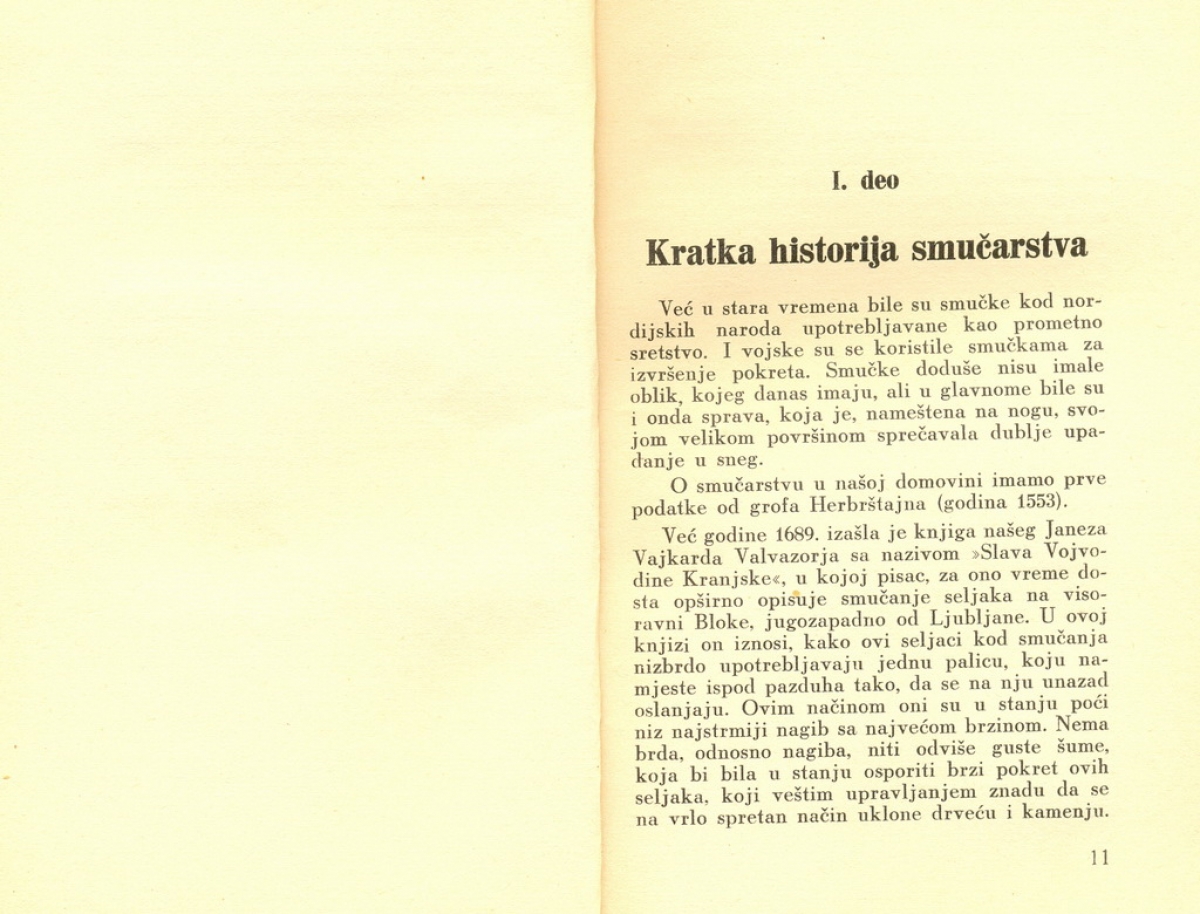 I. deo
Kratka historija smučarstva
Već u stara vremena bile su smučke kod nor-
dijskih naroda upotrebljavane kao prometno
sretstvo. I vojske su se koristile smučkama za
izvršenje pokreta. Smučke doduše nisu imale
oblik, kojeg danas imaju, ali u glavnome bile su
i onda sprava, koja je, nameštena na nogu, svo-
jom velikom površinom sprečavala dublje upa-
danje u sneg.
O smučarstvu u našoj domovini imamo prve
podatke od grofa Herbrštajna (godina 1553).
Već godine 1689. izašla je knjiga našeg Janeza
Vajkarda Valvazorja sa nazivom »Slava Vojvo-
dine Kranjske«, u kojoj pisac, za ono vreme do-
sta opširno opisuje smučanje seljaka na viso-
ravni Bloke, jugozapadno od Ljubljane. U ovoj
knjizi on iznosi, kako ovi seljaci kod smučanja
nizbrdo upotrebljavaju jednu palicu, koju na-
mjeste ispod pazduha tako, da se na nju unazad
oslanjaju. Ovim načinom oni su u stanju poći
niz najstrmiji nagib sa najvećom brzinom. Nema
brda, odnosno nagiba, niti odviše guste šume,
koja bi bila u stanju osporiti brzi pokret ovih
seljaka, koji veštim upravljanjem znadu da se
na vrlo spretan način uklone drveću i kamenju.
11